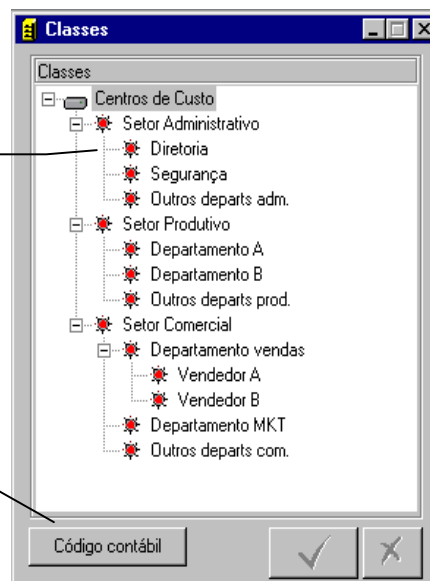 Classes
Classes
Centros de Custo
Setor Administrativo
Diretoria
Segurança
Outros departs adm.
Setor Produtivo
Departamento A
Departamento B
Outros departs prod.
Setor Comercial
Departamento vendas
Vendedor A
Vendedor B
Departamento MKT
Outros departs com.
Código contábil